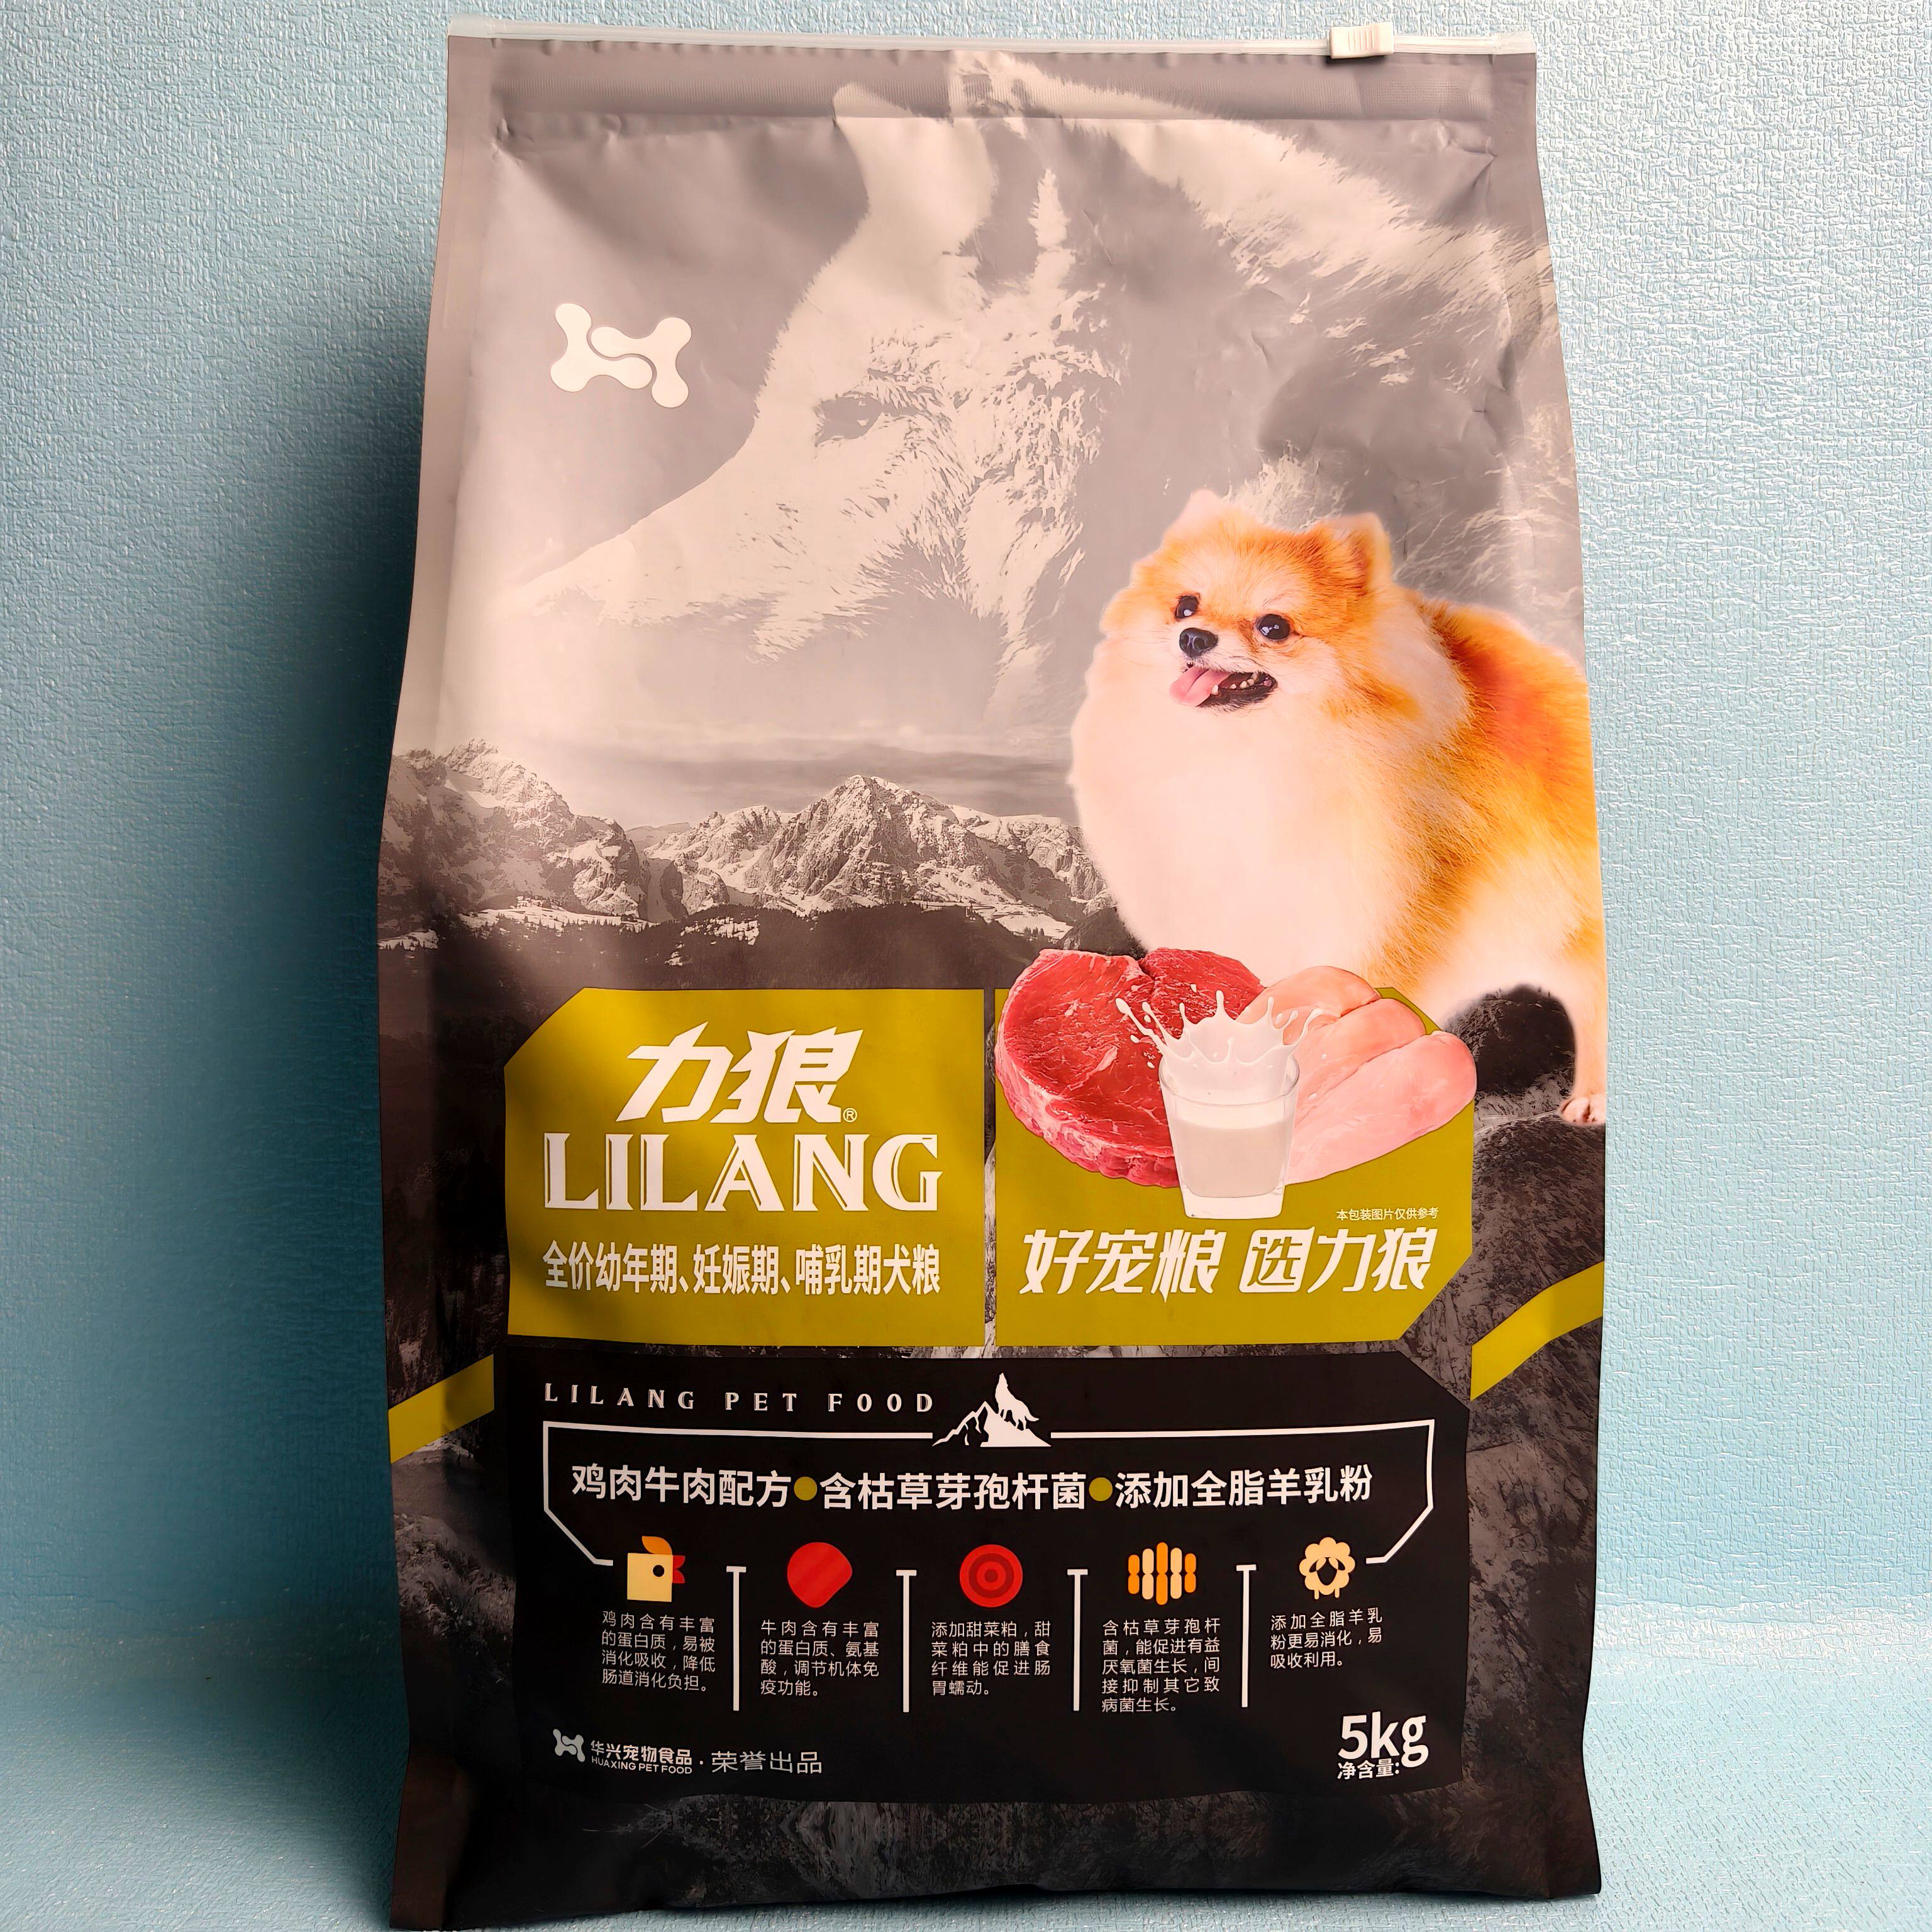 力狼®
LILANG
全价幼年期、妊娠期、哺乳期犬粮
本包装图片仅供参考
好宠粮 选力狼
LILANG PET FOOD
鸡肉牛肉配方●含枯草芽孢杆菌●添加全脂羊乳粉
鸡肉含有丰富
的蛋白质，易被
消化吸收，降低
肠道消化负担。
牛肉含有丰富
的蛋白质、氨基
酸，调节机体免
疫功能。
添加甜菜粕，甜
菜粕中的膳食
纤维能促进肠
胃蠕动。
含枯草芽孢杆
菌，能促进有益
厌氧菌生长，间
接抑制其它致
病菌生长。
添加全脂羊乳
粉更易消化，易
吸收利用。
华兴宠物食品
HUAXING PET FOOD
· 荣誉出品
5kg
净含量: